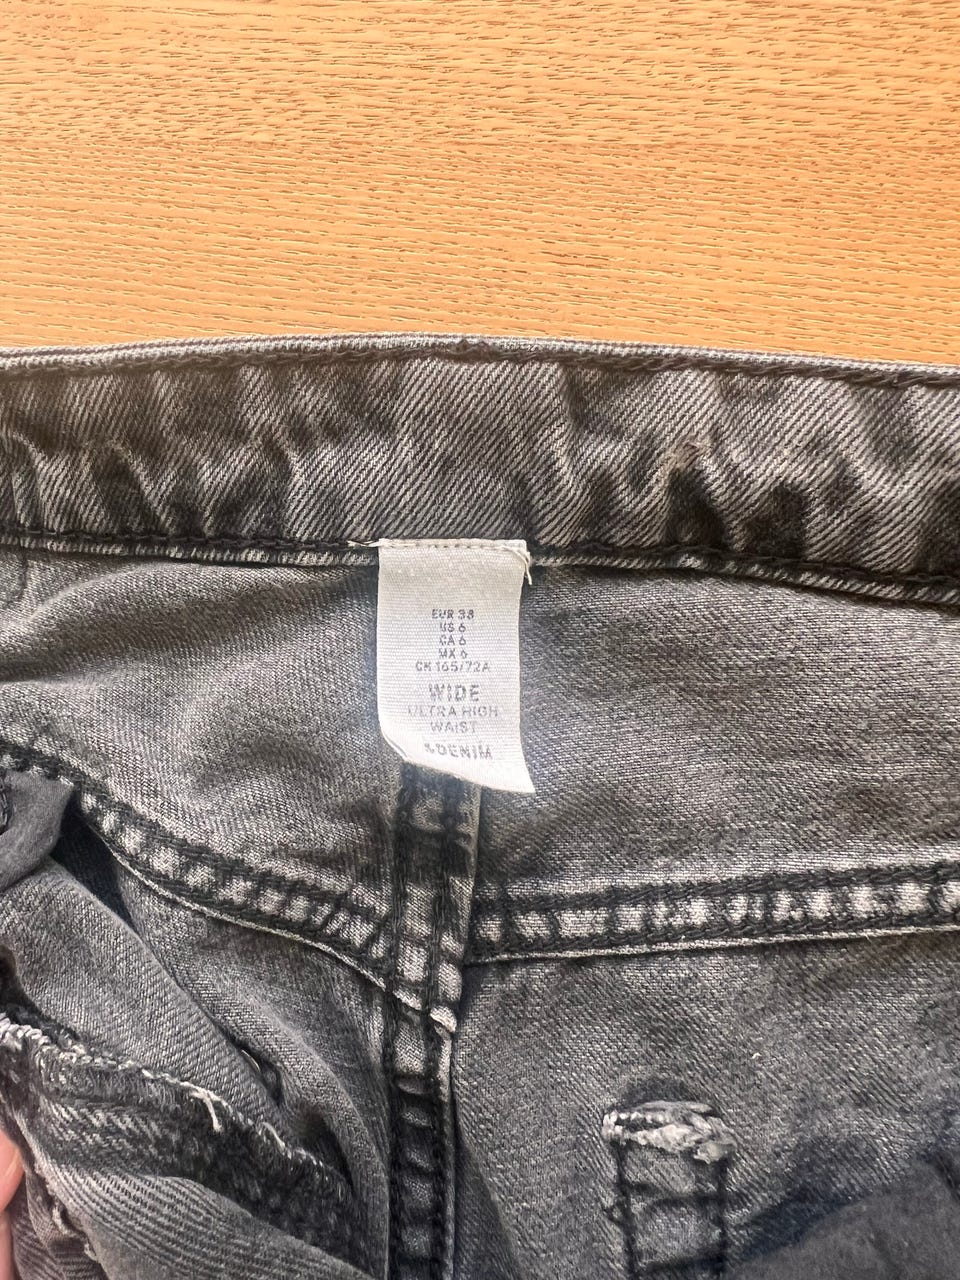 EUR 38
US 6
CA 6
MX 6
CN 165/72A
WIDE
ULTRA HIGH
WAIST
&DENIM